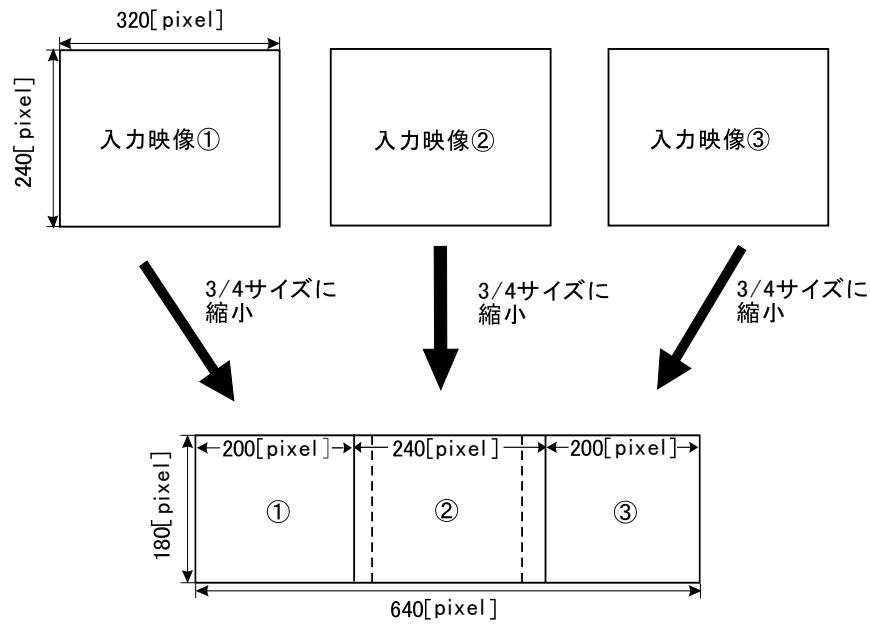 320[pixel]
240[pixel]
入力映像①
入力映像②
入力映像③
3/4サイズに
縮小
3/4サイズに
縮小
3/4サイズに
縮小
200[pixel]
240[pixel]
200[pixel]
180[pixel]
①
②
③
640[pixel]